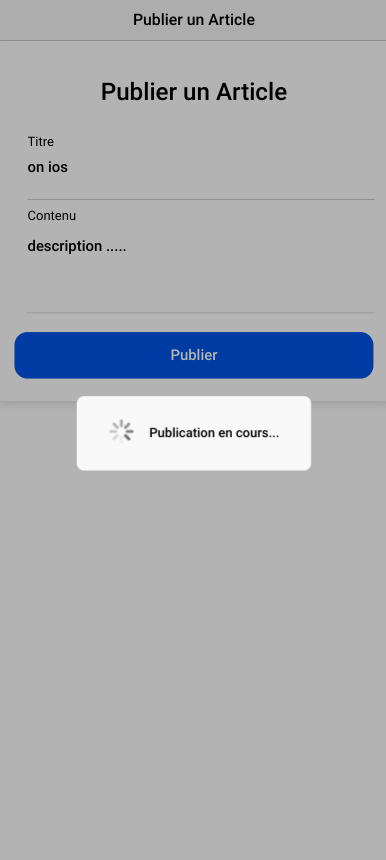 Publier un Article
Publier un Article
Titre
on ios
Contenu
description .....
Publier
Publication en cours...